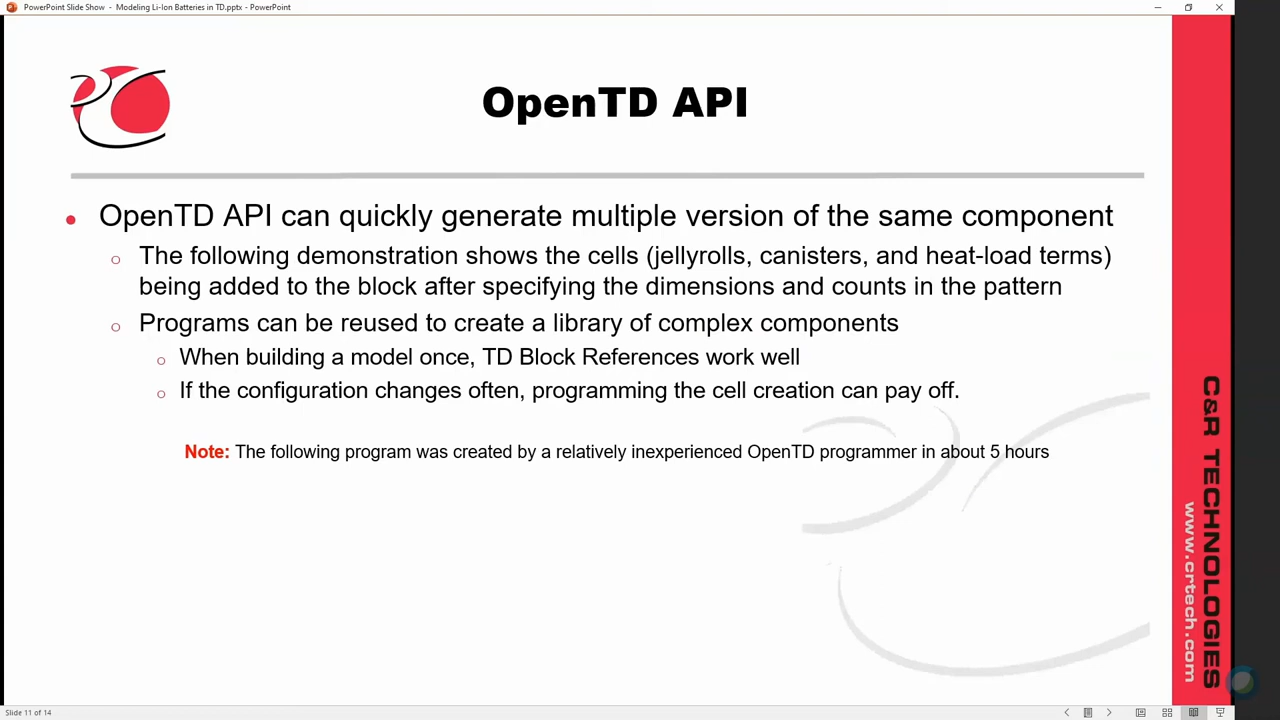 PowerPoint Slide Show - Modeling Li-Ion Batteries in TD.pptx - PowerPoint
OpenTD API
OpenTD API can quickly generate multiple version of the same component
The following demonstration shows the cells (jellyrolls, canisters, and heat-load terms)
being added to the block after specifying the dimensions and counts in the pattern
Programs can be reused to create a library of complex components
When building a model once, TD Block References work well
If the configuration changes often, programming the cell creation can pay off.
Note: The following program was created by a relatively inexperienced OpenTD programmer in about 5 hours
C&R TECHNOLOGIES
www.crtech.com
Slide 11 of 14